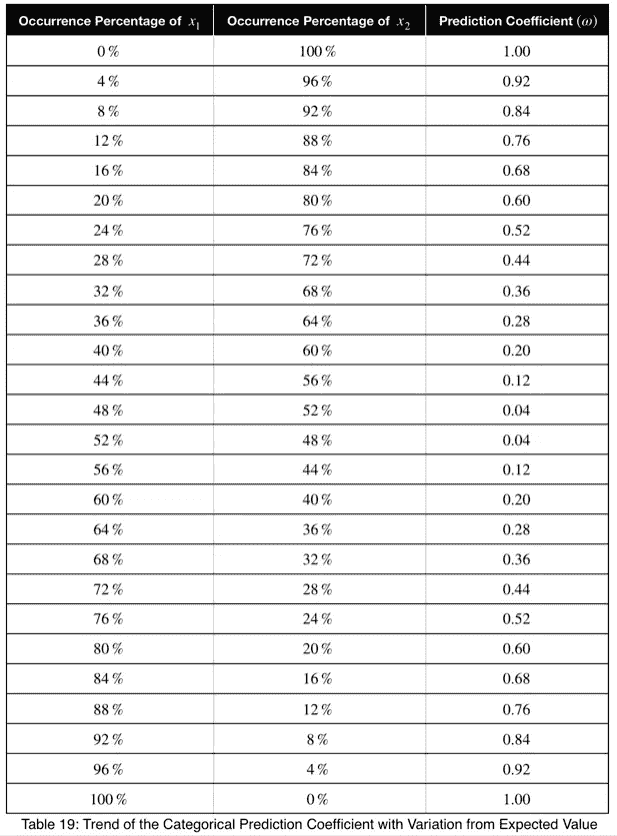 Occurrence Percentage of x₁ Occurrence Percentage of x₂ Prediction Coefficient (ω)
0 % 100 % 1.00
4 % 96 % 0.92
8 % 92 % 0.84
12 % 88 % 0.76
16 % 84 % 0.68
20 % 80 % 0.60
24 % 76 % 0.52
28 % 72 % 0.44
32 % 68 % 0.36
36 % 64 % 0.28
40 % 60 % 0.20
44 % 56 % 0.12
48 % 52 % 0.04
52 % 48 % 0.04
56 % 44 % 0.12
60 % 40 % 0.20
64 % 36 % 0.28
68 % 32 % 0.36
72 % 28 % 0.44
76 % 24 % 0.52
80 % 20 % 0.60
84 % 16 % 0.68
88 % 12 % 0.76
92 % 8 % 0.84
96 % 4 % 0.92
100 % 0 % 1.00
Table 19: Trend of the Categorical Prediction Coefficient with Variation from Expected Value